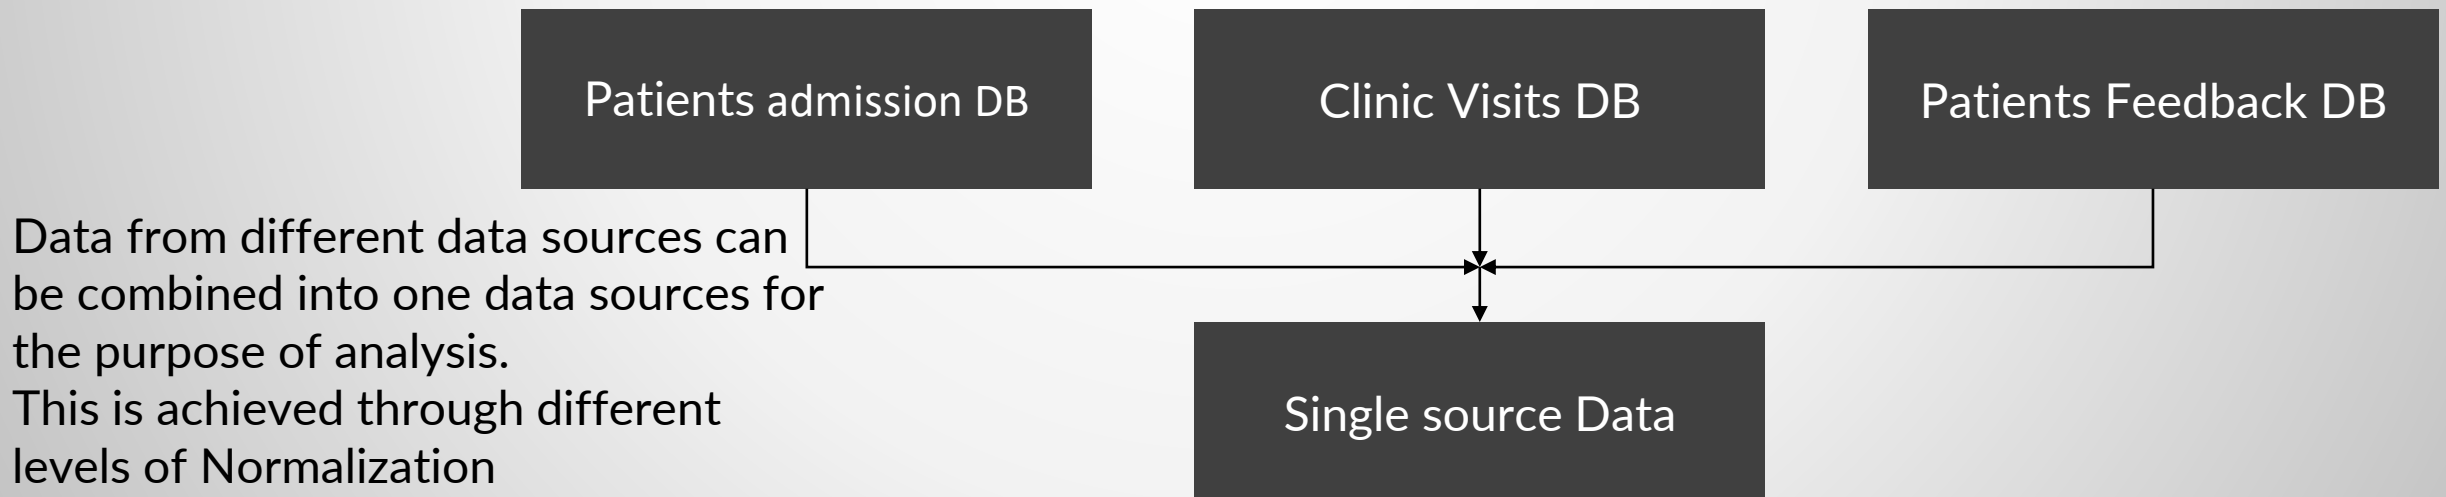 Patients admission DB
Clinic Visits DB
Patients Feedback DB
Data from different data sources can
be combined into one data sources for
the purpose of analysis.
This is achieved through different
levels of Normalization
Single source Data